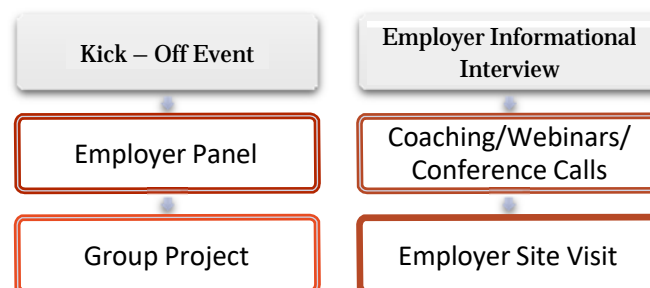 Kick – Off Event
Employer Panel
Group Project
Employer Informational
Interview
Coaching/Webinars/
Conference Calls
Employer Site Visit